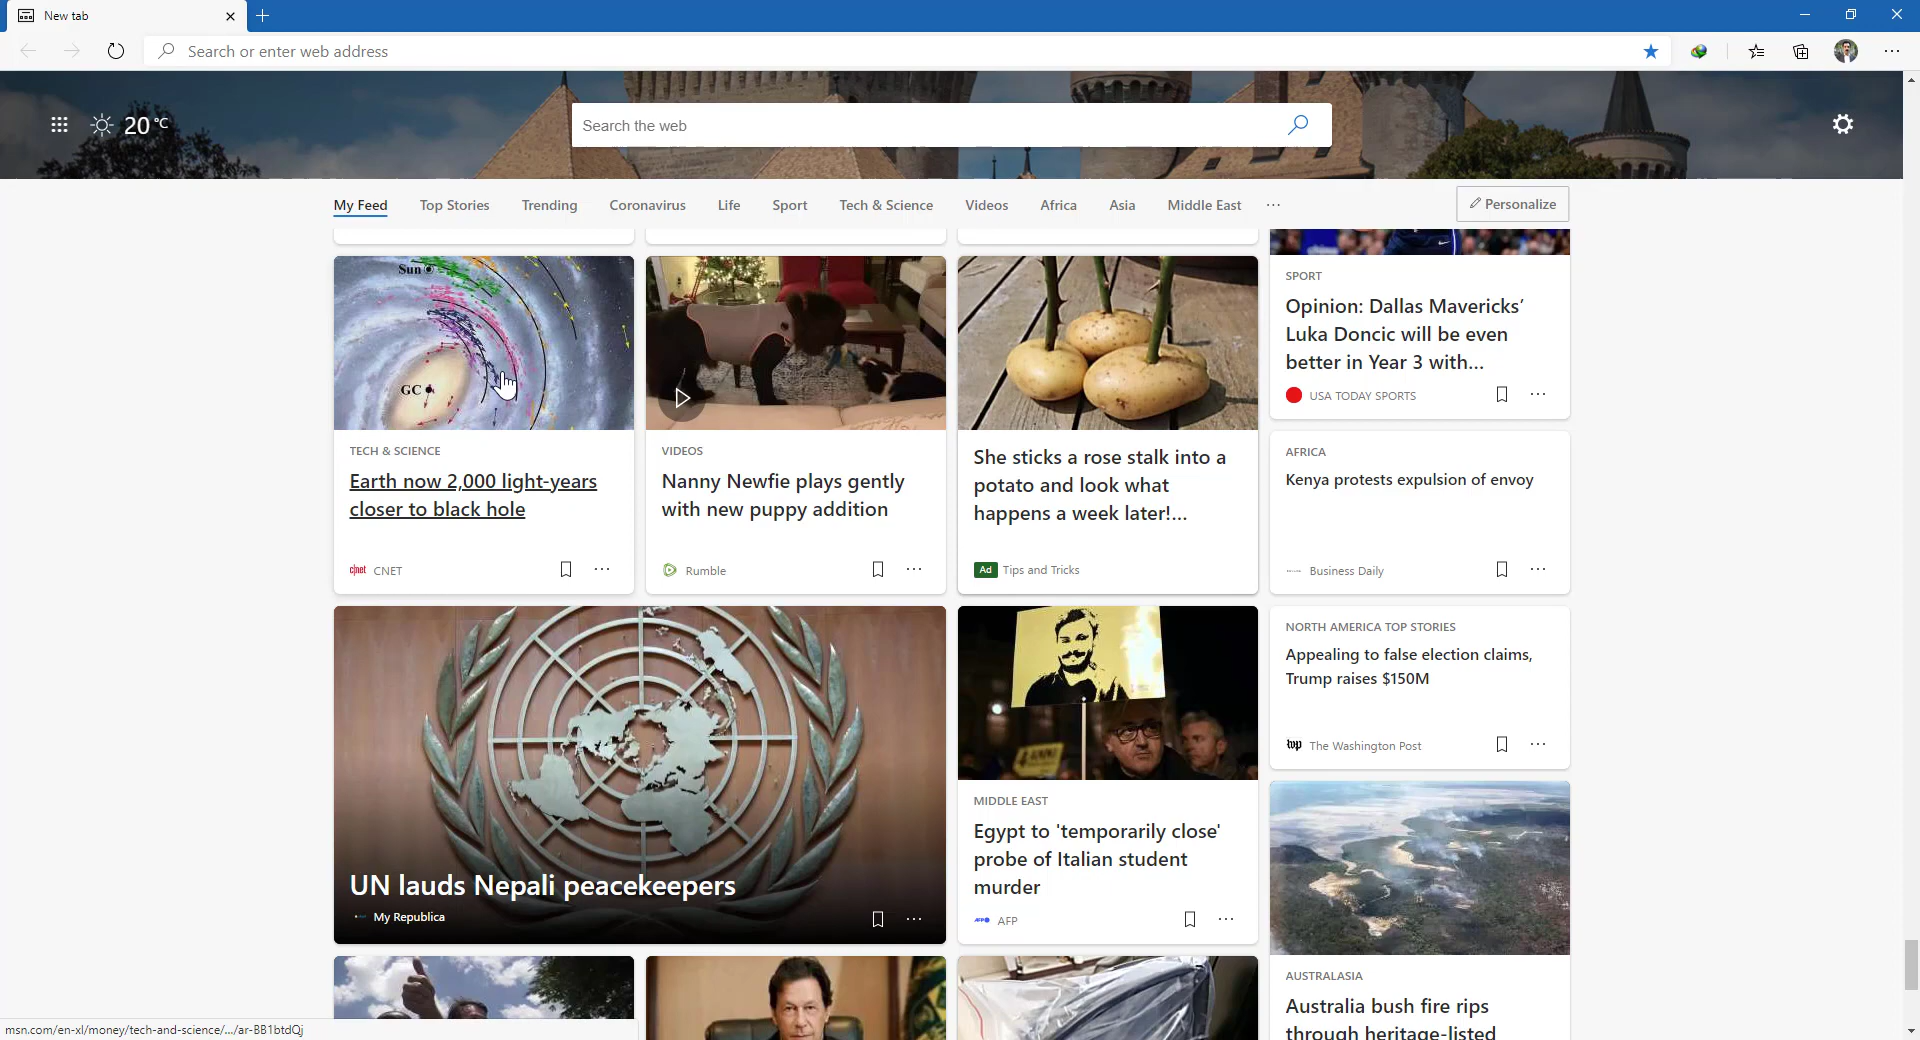 New tab
Search or enter web address
20 °C
Search the web
My Feed
Top Stories
Trending
Coronavirus
Life
Sport
Tech & Science
Videos
Africa
Asia
Middle East
Personalize
Sun
GC
TECH & SCIENCE
Earth now 2,000 light-years
closer to black hole
c|net CNET
VIDEOS
Nanny Newfie plays gently
with new puppy addition
Rumble
She sticks a rose stalk into a
potato and look what
happens a week later!...
Ad Tips and Tricks
SPORT
Opinion: Dallas Mavericks’
Luka Doncic will be even
better in Year 3 with...
USA TODAY SPORTS
AFRICA
Kenya protests expulsion of envoy
Business Daily
UN lauds Nepali peacekeepers
My Republica
MIDDLE EAST
Egypt to 'temporarily close'
probe of Italian student
murder
AFP AFP
NORTH AMERICA TOP STORIES
Appealing to false election claims,
Trump raises $150M
wp The Washington Post
AUSTRALASIA
Australia bush fire rips
through heritage-listed
msn.com/en-xl/money/tech-and-science/.../ar-BB1btdQj